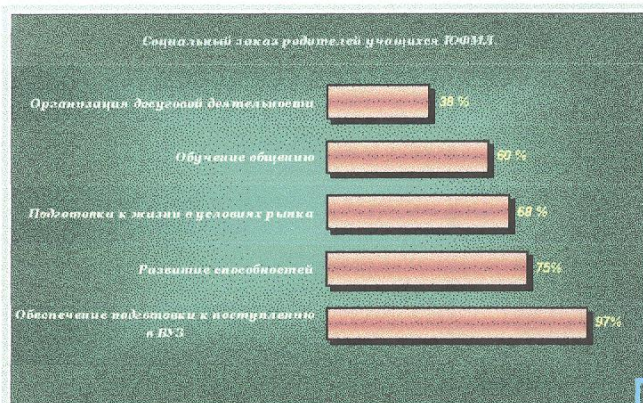 Социальный заказ родителей учащихся ЮФМЛ
Организация досуговой деятельности
38 %
Обучение общению
60 %
Подготовка к жизни в условиях рынка
68 %
Развитие способностей
75%
Обеспечение подготовки к поступлению
в ВУЗ
97%